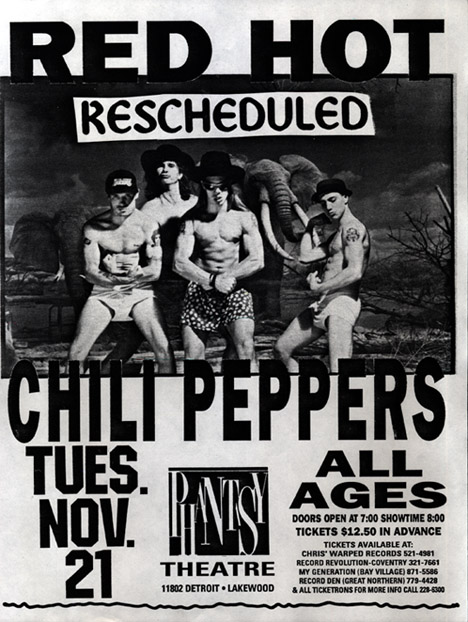 RED HOT
RESCHEDULED
CHILI PEPPERS
TUES.
NOV.
21
PHANTASY
THEATRE
11802 DETROIT • LAKEWOOD
ALL
AGES
DOORS OPEN AT 7:00 SHOWTIME 8:00
TICKETS $12.50 IN ADVANCE
TICKETS AVAILABLE AT:
CHRIS' WARPED RECORDS 521-4981
RECORD REVOLUTION-COVENTRY 321-7661
MY GENERATION (BAY VILLAGE) 871-5586
RECORD DEN (GREAT NORTHERN) 779-4428
& ALL TICKETRONS FOR MORE INFO CALL 228-6300